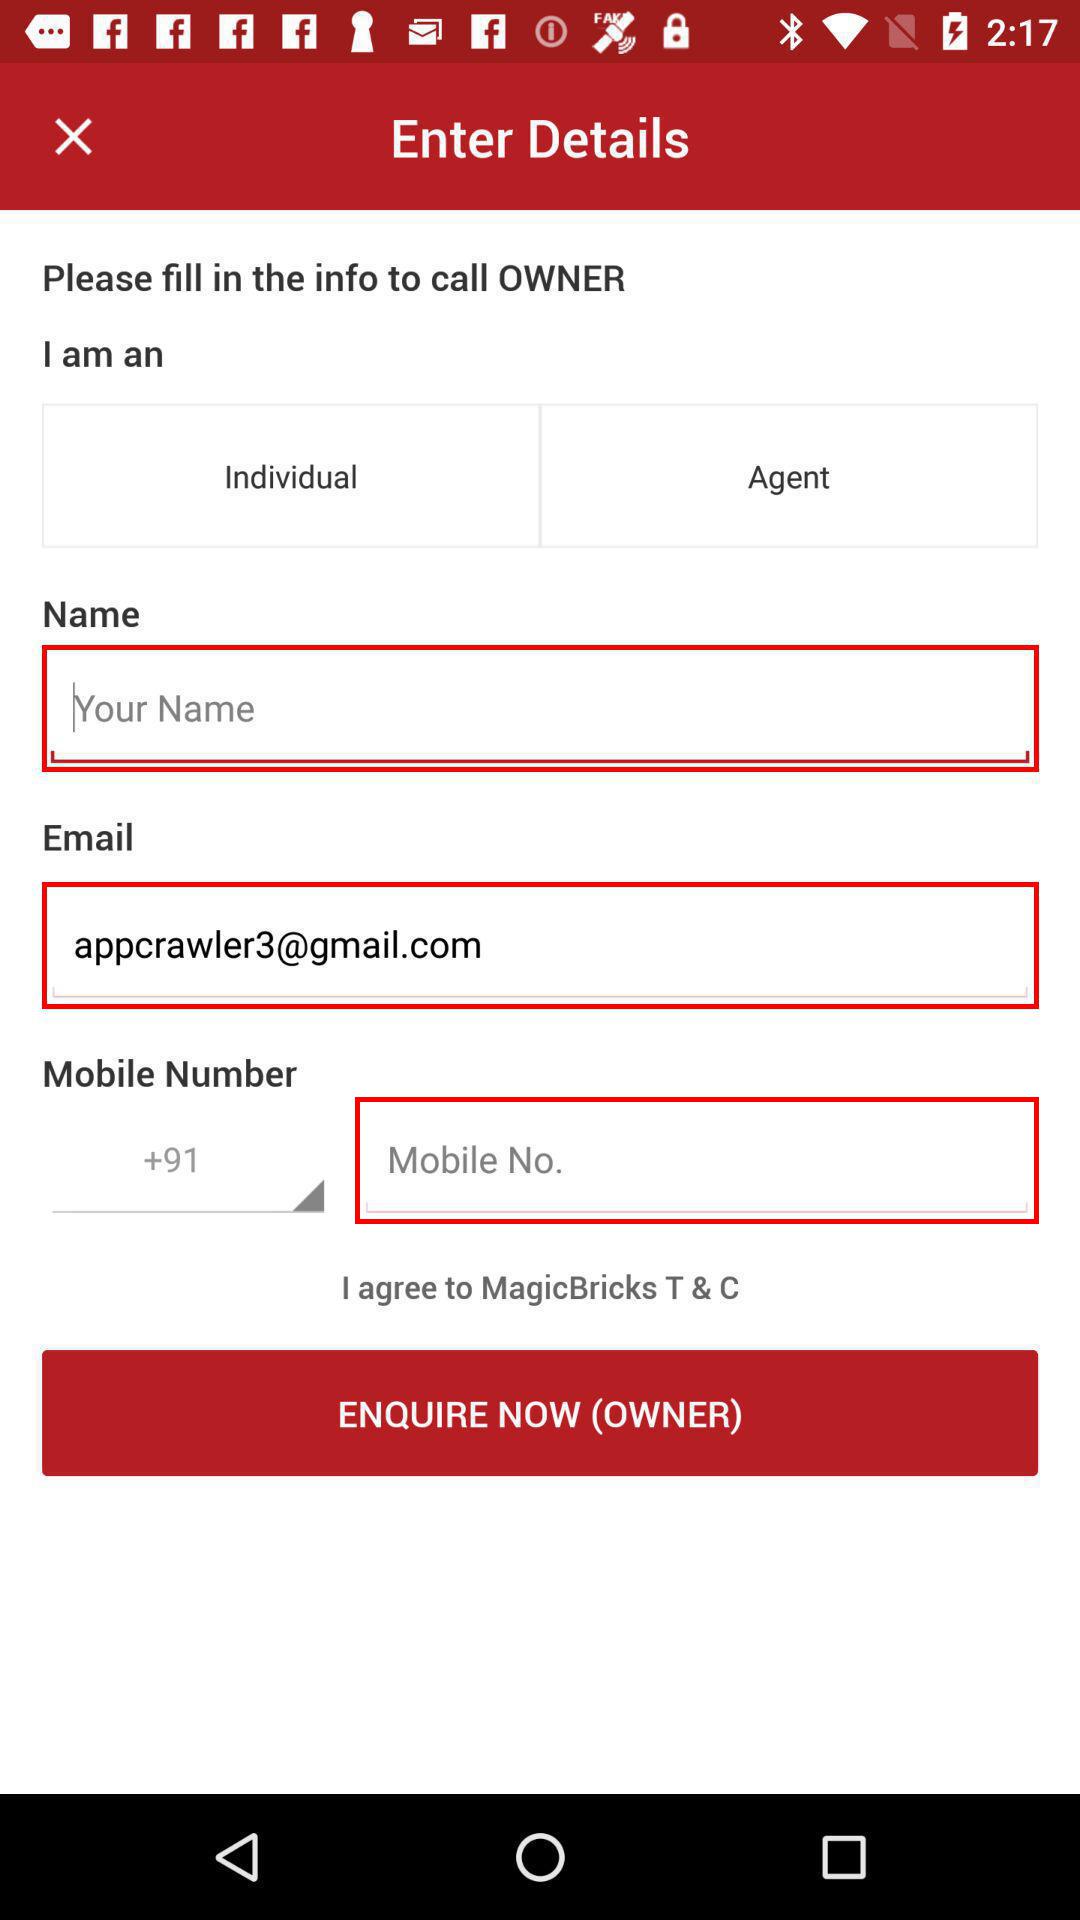 FAKE
2:17
Enter Details
Please fill in the info to call OWNER
I am an
Individual
Agent
Name
Your Name
Email
appcrawler3@gmail.com
Mobile Number
+91
Mobile No.
I agree to MagicBricks T & C
ENQUIRE NOW (OWNER)